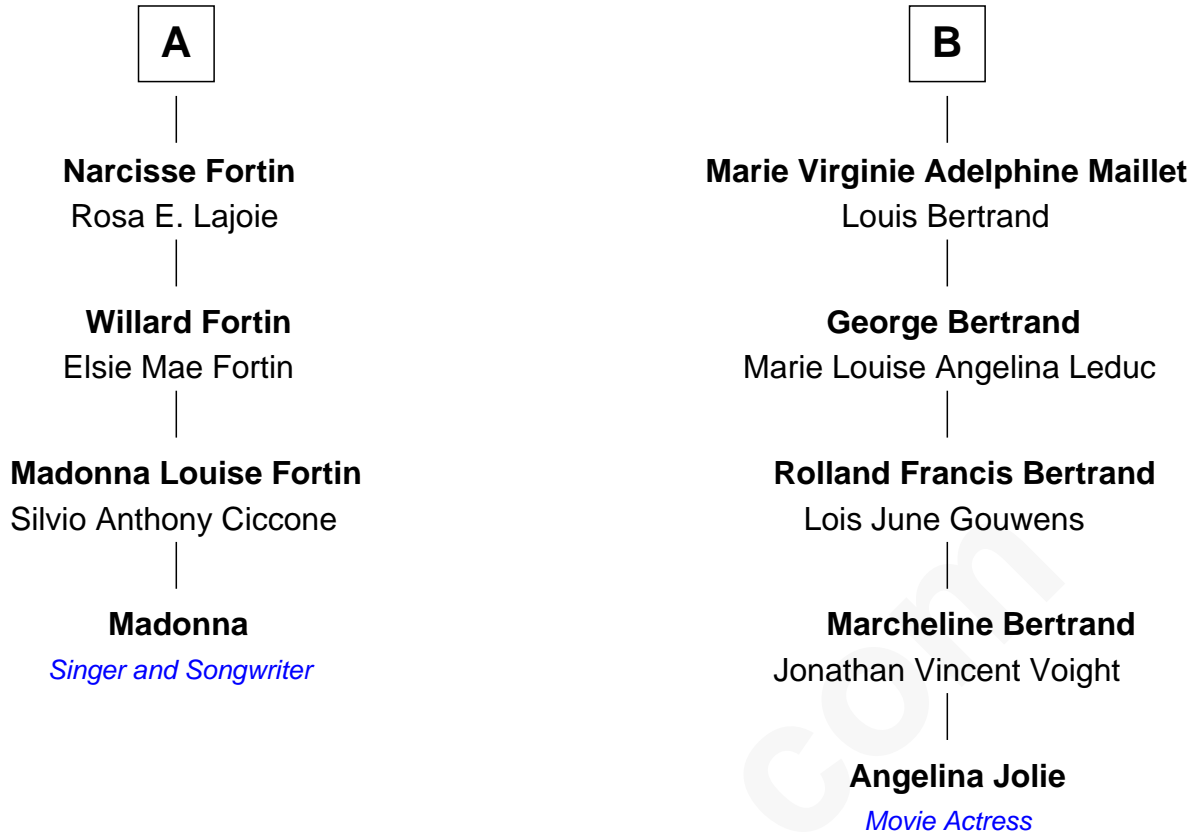 A
Narcisse Fortin
Rosa E. Lajoie
Willard Fortin
Elsie Mae Fortin
Madonna Louise Fortin
Silvio Anthony Ciccone
Madonna
Singer and Songwriter
B
Marie Virginie Adelphine Maillet
Louis Bertrand
George Bertrand
Marie Louise Angelina Leduc
Rolland Francis Bertrand
Lois June Gouwens
Marcheline Bertrand
Jonathan Vincent Voight
Angelina Jolie
Movie Actress
com